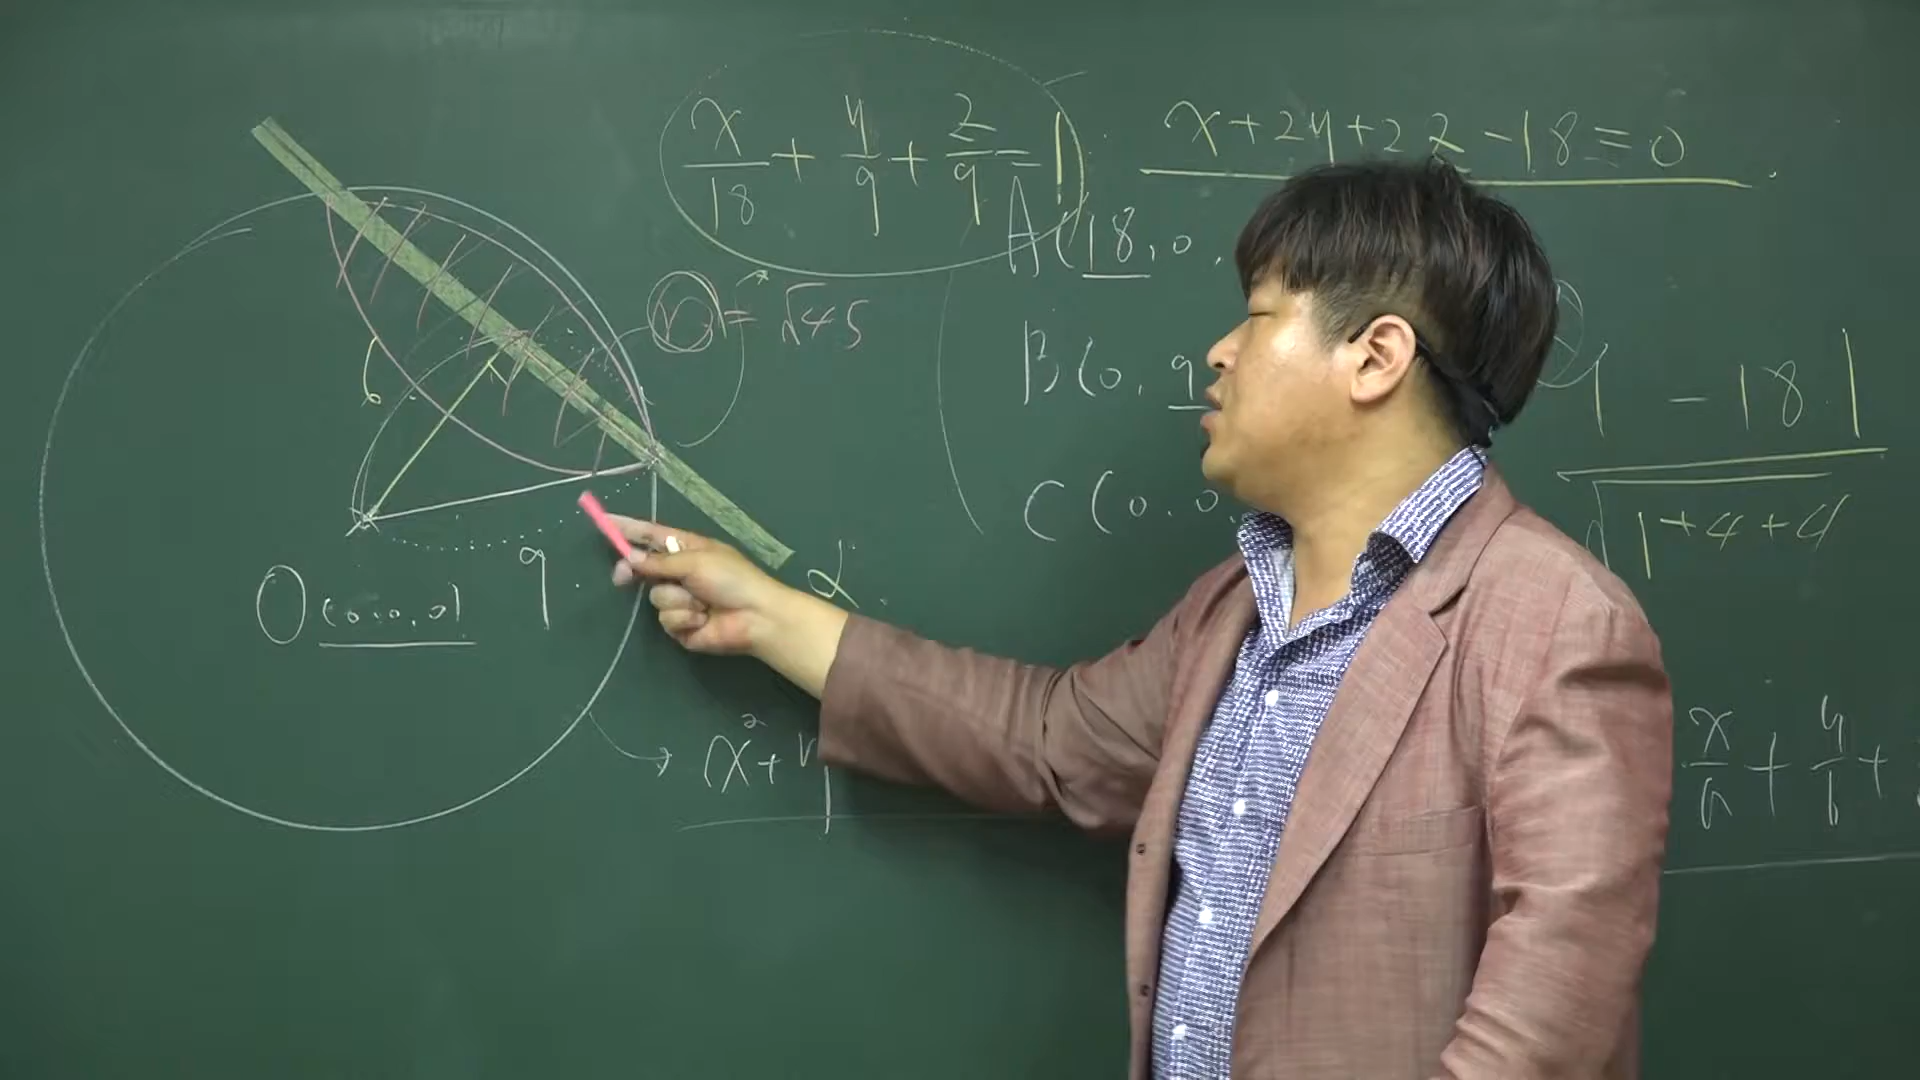 x/18 + y/9 + z/9 = 1
x + 2y + 2z - 18 = 0
A(18, 0,
r = √45
B(0, 9
6
- 18 |
C(0, 0,
√1+4+4
9
α
O(0, 0, 0)
x² + y
x/a + y/b +